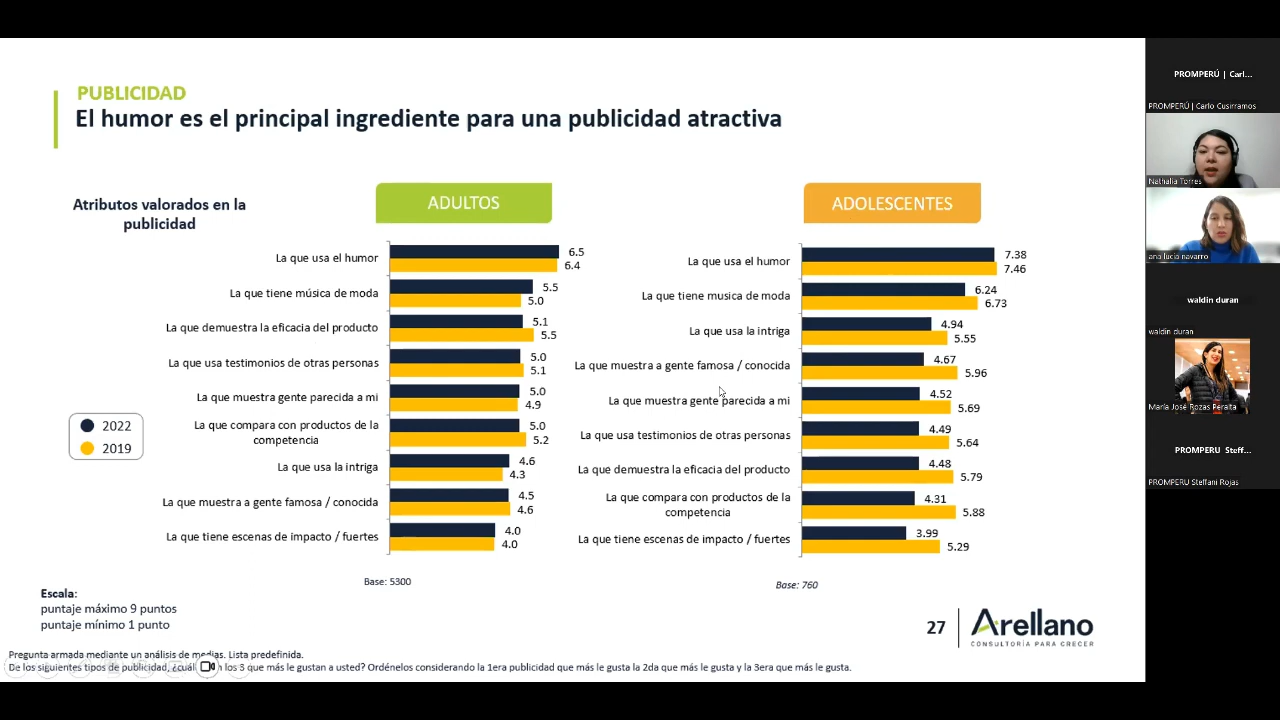 PUBLICIDAD
El humor es el principal ingrediente para una publicidad atractiva
Atributos valorados en la
publicidad
ADULTOS
La que usa el humor
6.5
6.4
La que tiene música de moda
5.5
5.0
La que demuestra la eficacia del producto
5.1
5.5
La que usa testimonios de otras personas
5.0
5.1
La que muestra gente parecida a mi
5.0
4.9
La que compara con productos de la
competencia
5.0
5.2
La que usa la intriga
4.6
4.3
La que muestra a gente famosa / conocida
4.5
4.6
La que tiene escenas de impacto / fuertes
4.0
4.0
Base: 5300
2022
2019
ADOLESCENTES
La que usa el humor
7.38
7.46
La que tiene musica de moda
6.24
6.73
La que usa la intriga
4.94
5.55
La que muestra a gente famosa / conocida
4.67
5.96
La que muestra gente parecida a mi
4.52
5.69
La que usa testimonios de otras personas
4.49
5.64
La que demuestra la eficacia del producto
4.48
5.79
La que compara con productos de la
competencia
4.31
5.88
La que tiene escenas de impacto / fuertes
3.99
5.29
Base: 760
Escala:
puntaje máximo 9 puntos
puntaje mínimo 1 punto
27
Arellano
CONSULTORÍA PARA CRECER
Pregunta armada mediante un análisis de medias. Lista predefinida.
De los siguientes tipos de publicidad, los 3 que más le gustan a usted? Ordénelos considerando la 1era publicidad que más le gusta la 2da que más le gusta y la 3era que más le gusta.
PROMPERÚ | Carl...
PROMPERÚ | Carlo Cusirramos
Nathalia Torres
ana lucia navarro
waldin duran
waldin duran
María José Rozas Peralta
PROMPERU Steff...
PROMPERU Steffani Rojas